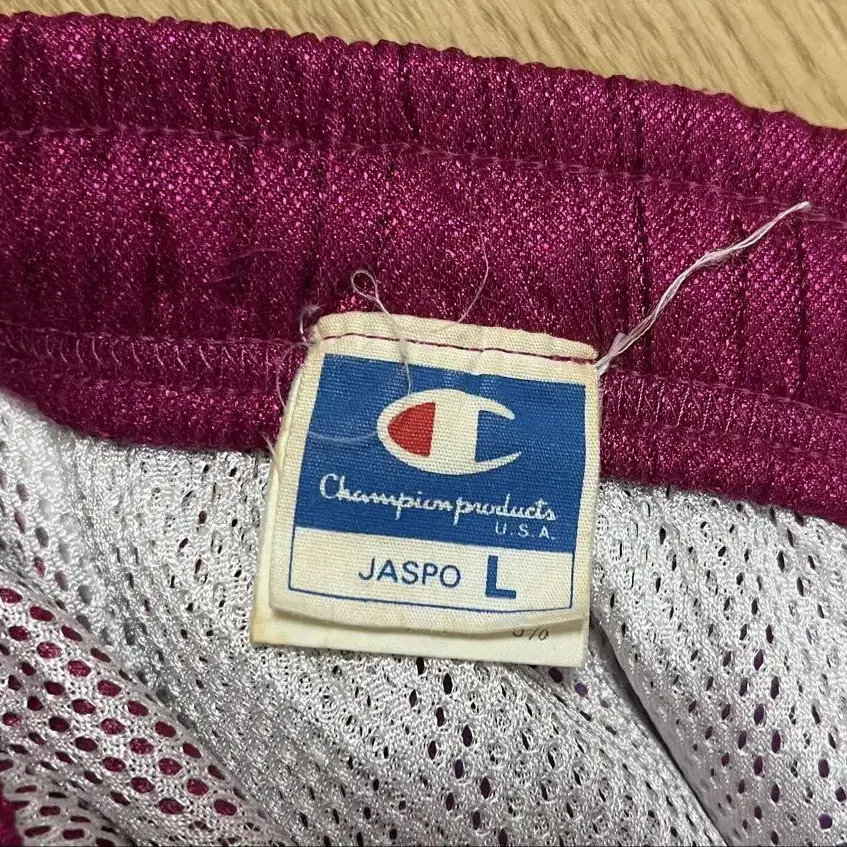 Champion products
U.S.A.
JASPO L